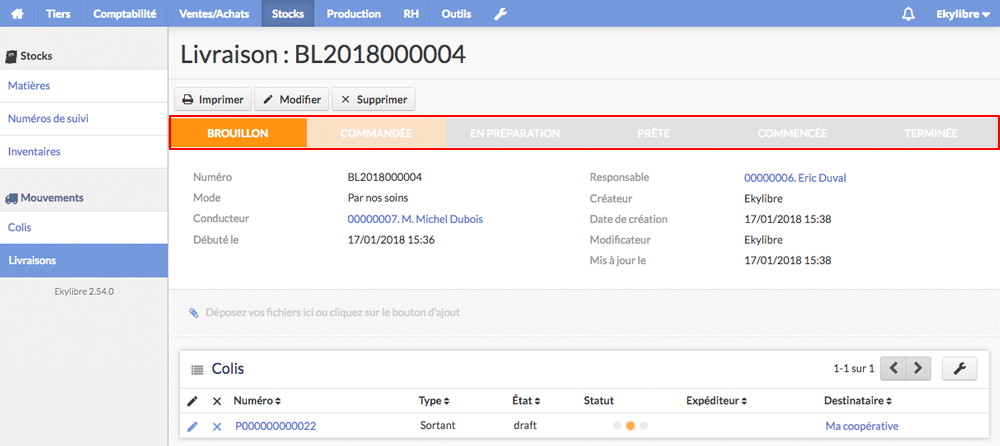 Tiers Comptabilité Ventes/Achats Stocks Production RH Outils Ekylibre
Stocks
Matières
Numéros de suivi
Inventaires
Mouvements
Colis
Livraisons
Ekylibre 2.54.0
Livraison : BL2018000004
Imprimer Modifier Supprimer
BROUILLON COMMANDÉE EN PRÉPARATION PRÊTE COMMENCÉE TERMINÉE
Numéro BL2018000004
Mode Par nos soins
Conducteur 00000007. M. Michel Dubois
Débuté le 17/01/2018 15:36
Responsable 00000006. Eric Duval
Créateur Ekylibre
Date de création 17/01/2018 15:38
Modificateur Ekylibre
Mis à jour le 17/01/2018 15:38
Déposez vos fichiers ici ou cliquez sur le bouton d'ajout
Colis 1-1 sur 1
Numéro Type État Statut Expéditeur Destinataire
P000000000022 Sortant draft Ma coopérative